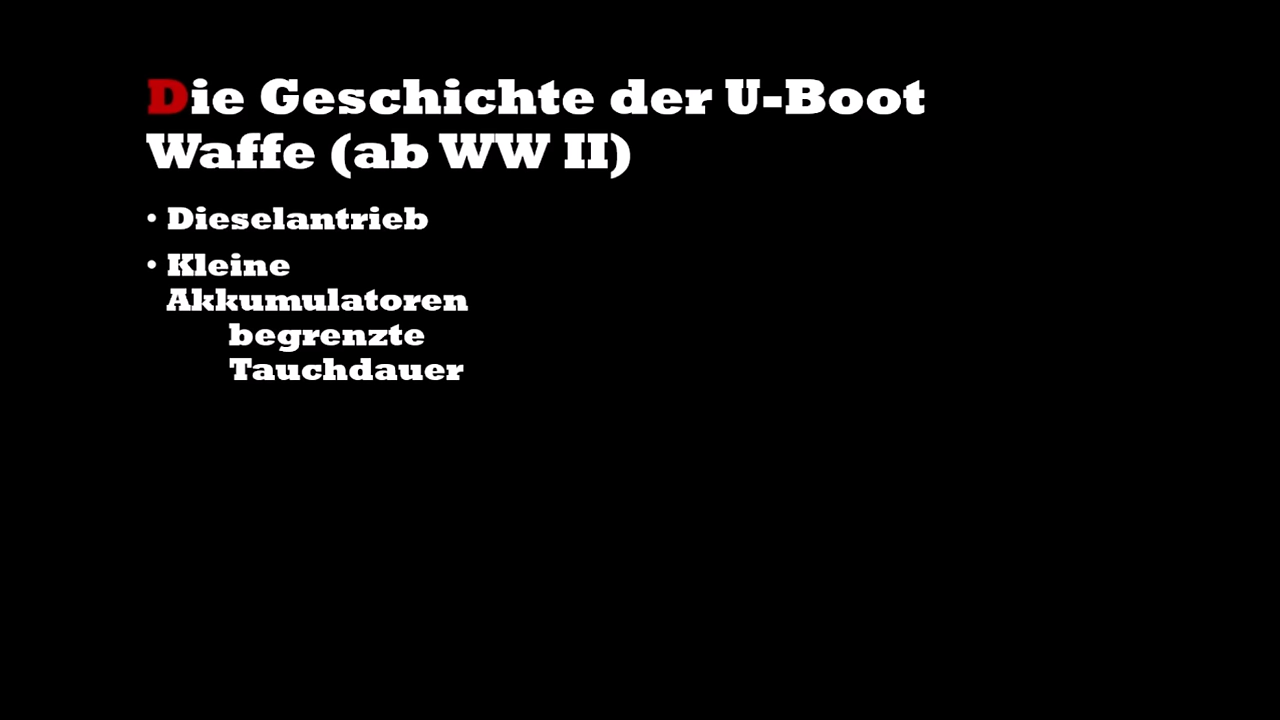 Die Geschichte der U-Boot
Waffe (ab WW II)
• Dieselantrieb
• Kleine
Akkumulatoren
begrenzte
Tauchdauer